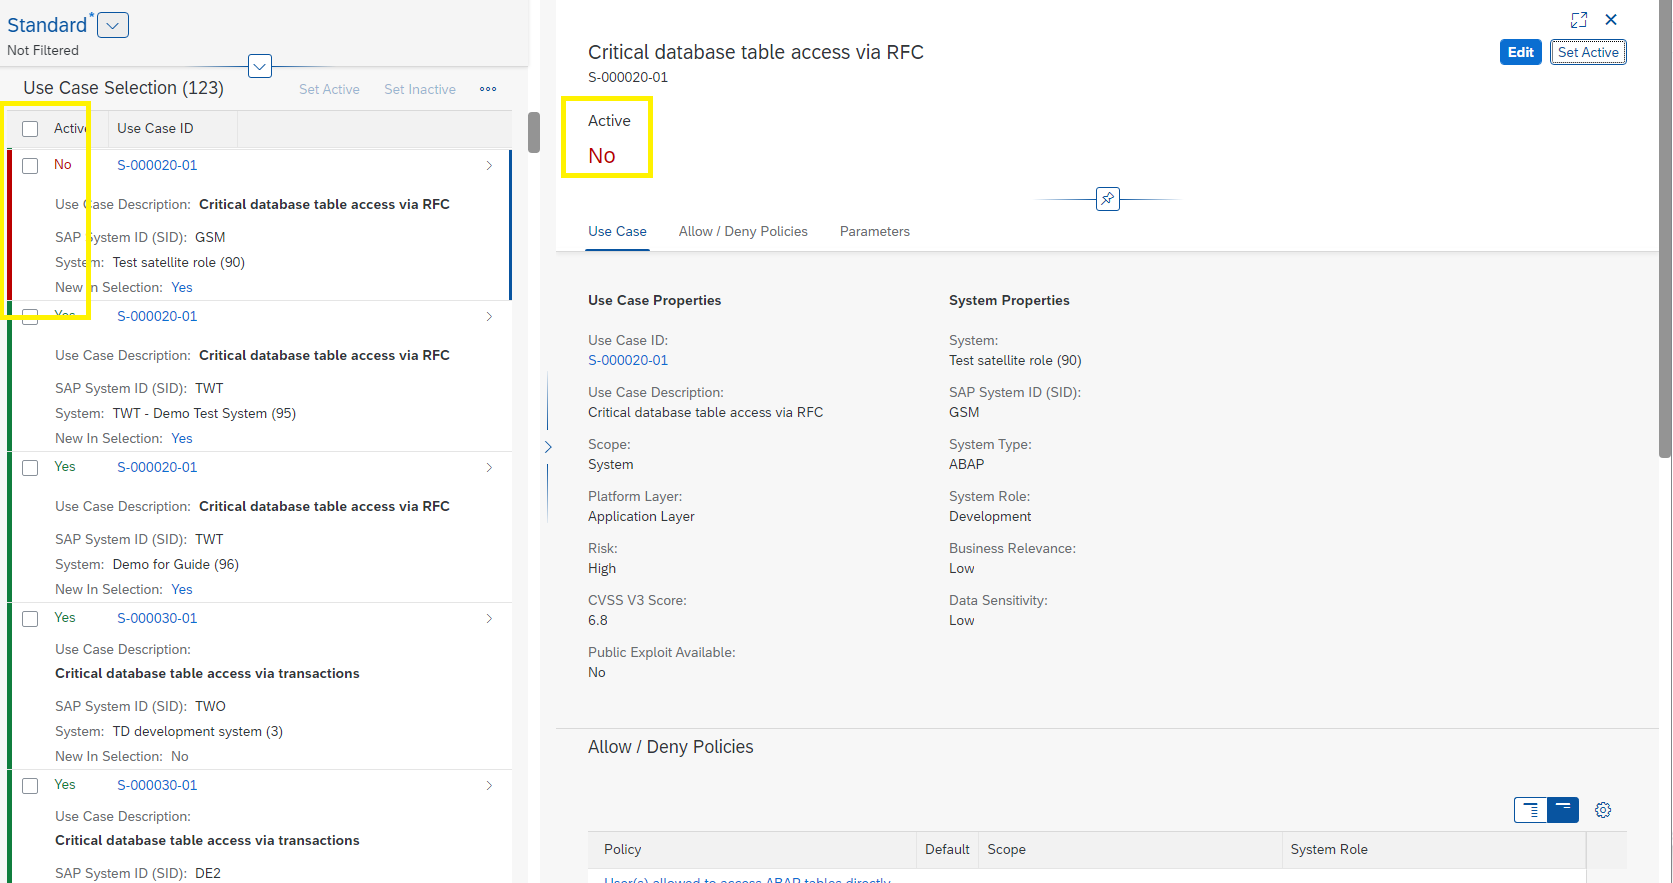 Standard*
Not Filtered
Use Case Selection (123)
Set Active
Set Inactive
Active
Use Case ID
No
S-000020-01
Use Case Description: Critical database table access via RFC
SAP System ID (SID): GSM
System: Test satellite role (90)
New In Selection: Yes
Yes
S-000020-01
Use Case Description: Critical database table access via RFC
SAP System ID (SID): TWT
System: TWT - Demo Test System (95)
New In Selection: Yes
Yes
S-000020-01
Use Case Description: Critical database table access via RFC
SAP System ID (SID): TWT
System: Demo for Guide (96)
New In Selection: Yes
Yes
S-000030-01
Use Case Description:
Critical database table access via transactions
SAP System ID (SID): TWO
System: TD development system (3)
New In Selection: No
Yes
S-000030-01
Use Case Description:
Critical database table access via transactions
SAP System ID (SID): DE2
Critical database table access via RFC
S-000020-01
Edit
Set Active
Active
No
Use Case
Allow / Deny Policies
Parameters
Use Case Properties
Use Case ID:
S-000020-01
Use Case Description:
Critical database table access via RFC
Scope:
System
Platform Layer:
Application Layer
Risk:
High
CVSS V3 Score:
6.8
Public Exploit Available:
No
System Properties
System:
Test satellite role (90)
SAP System ID (SID):
GSM
System Type:
ABAP
System Role:
Development
Business Relevance:
Low
Data Sensitivity:
Low
Allow / Deny Policies
Policy
Default
Scope
System Role
User(s) allowed to access ABAP tables directly